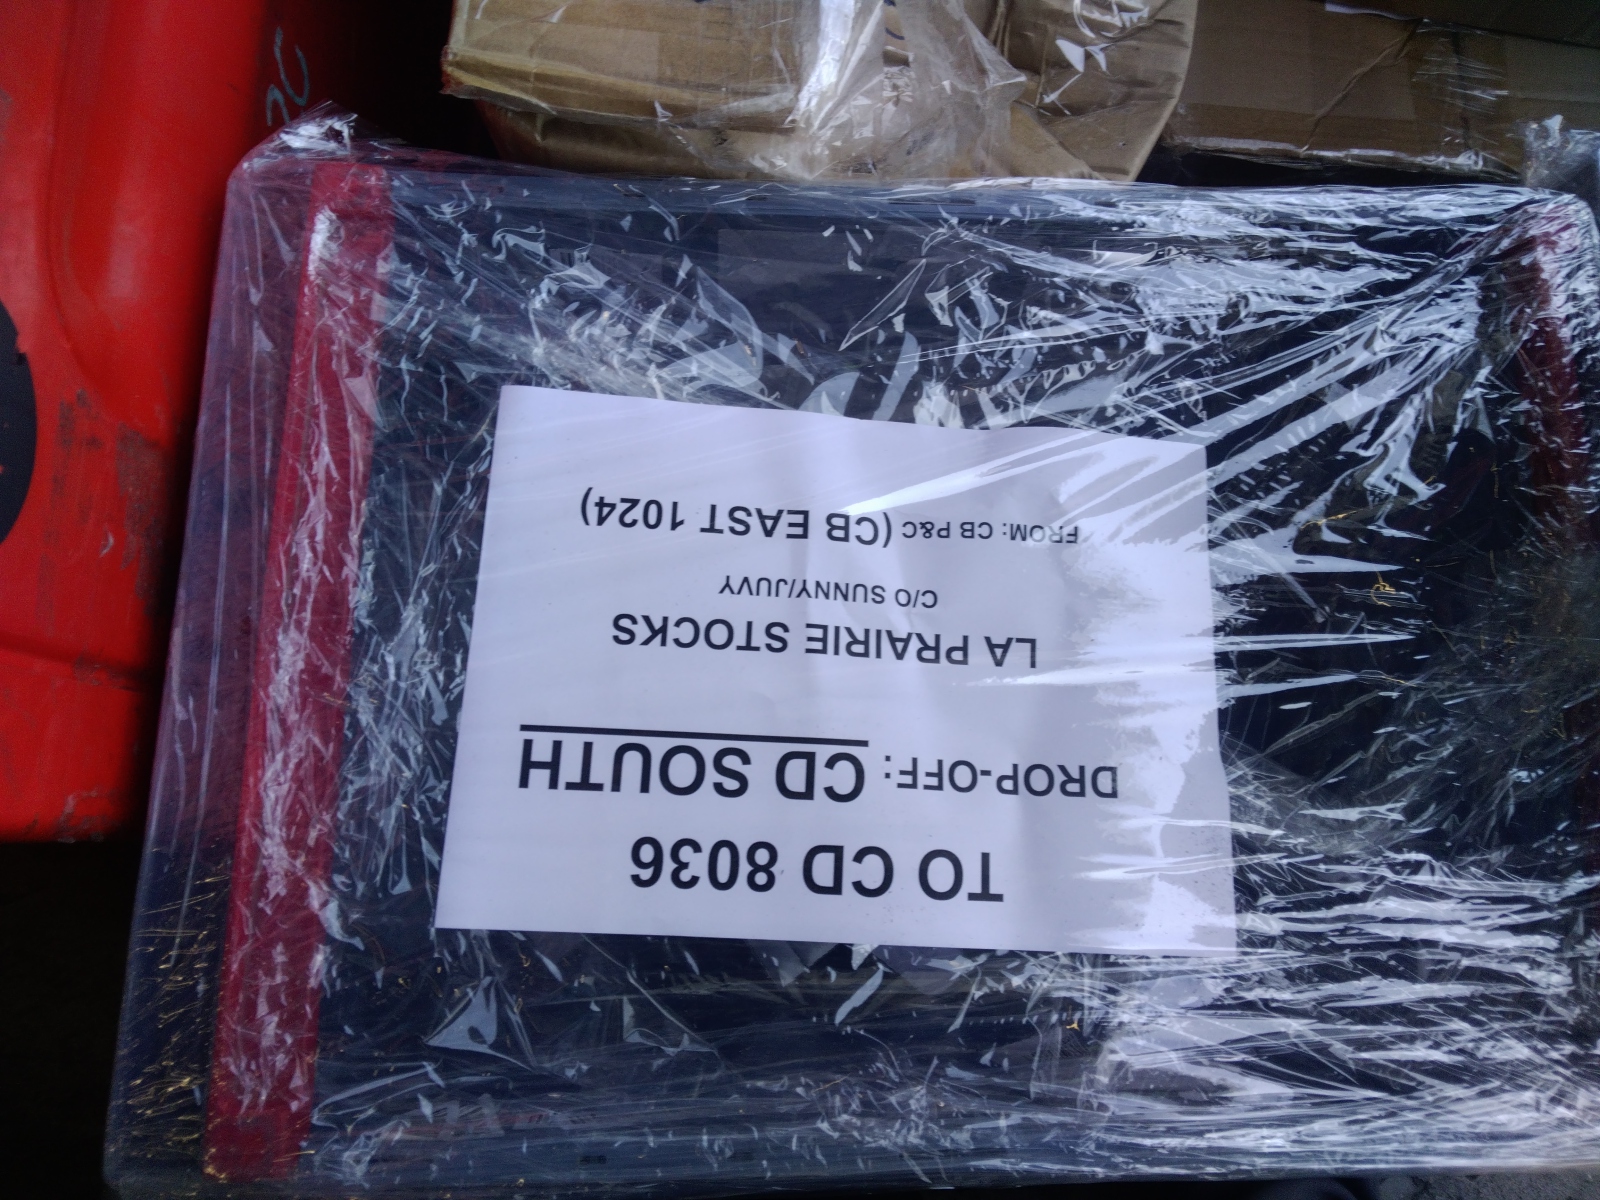 TO CD 8036
DROP-OFF: CD SOUTH
LA PRAIRIE STOCKS
C/O SUNNY/JUVY
FROM: CB P&C (CB EAST 1024)